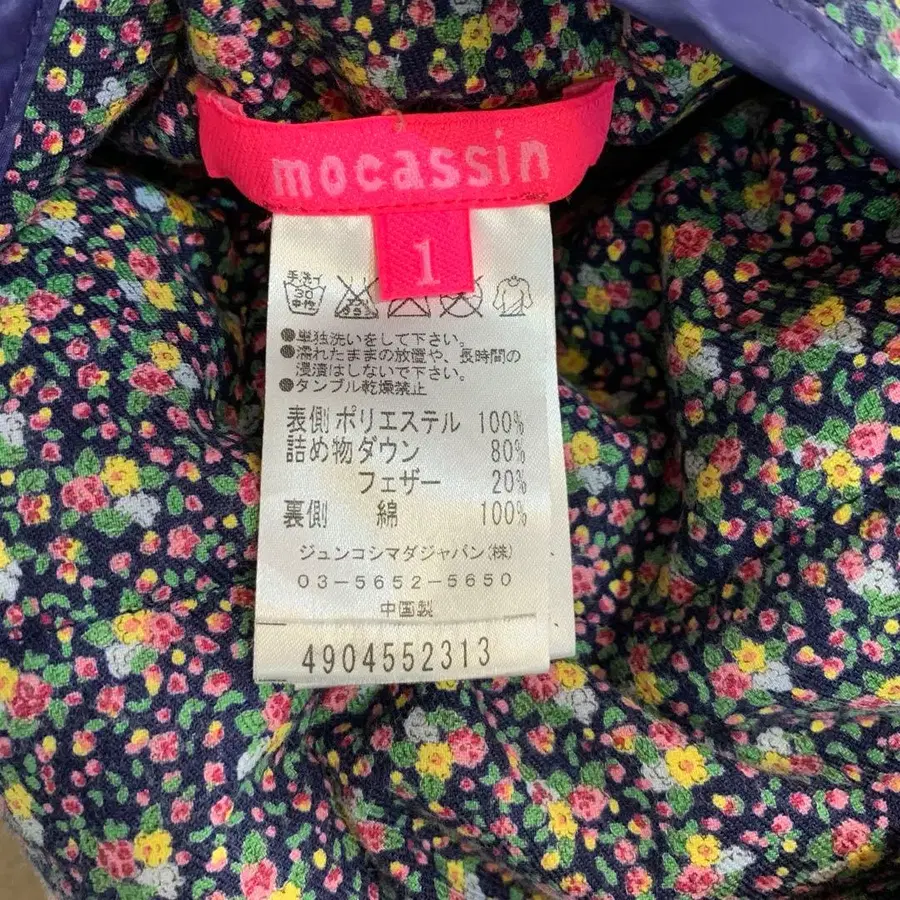 mocassin
1
手洗イ
●単独洗いをして下さい。
●濡れたままの放置や、長時間の
浸漬はしないで下さい。
●タンブル乾燥禁止
表側 ポリエステル 100%
詰め物 ダウン 80%
フェザー 20%
裏側 綿 100%
ジュンコシマダジャパン(株)
03-5652-5650
中国製
4904552313